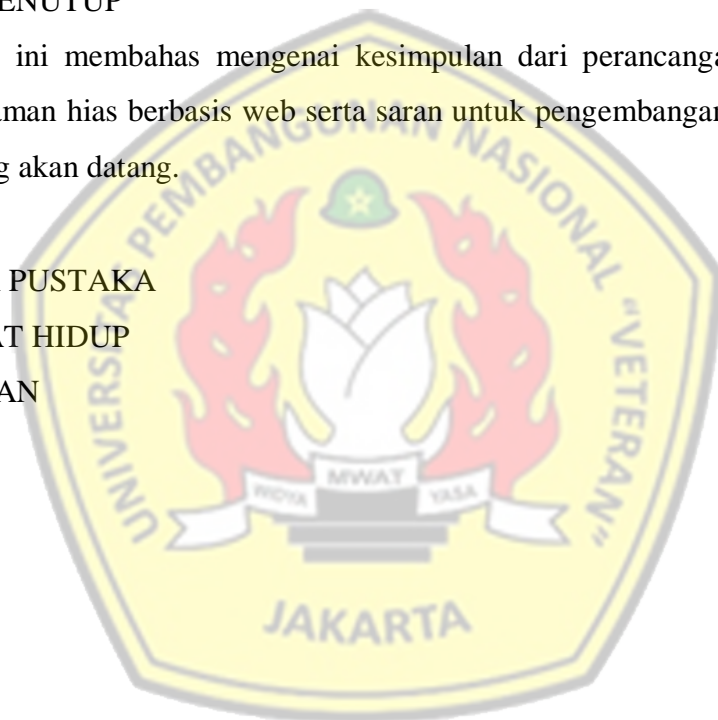 ENUTUP
ini membahas mengenai kesimpulan dari perancanga
aman hias berbasis web serta saran untuk pengembangan
g akan datang.
PUSTAKA
AT HIDUP
AN
UNIVERSITAS PEMBANGUNAN NASIONAL "VETERAN"
WIDYA MWAT YASA
JAKARTA